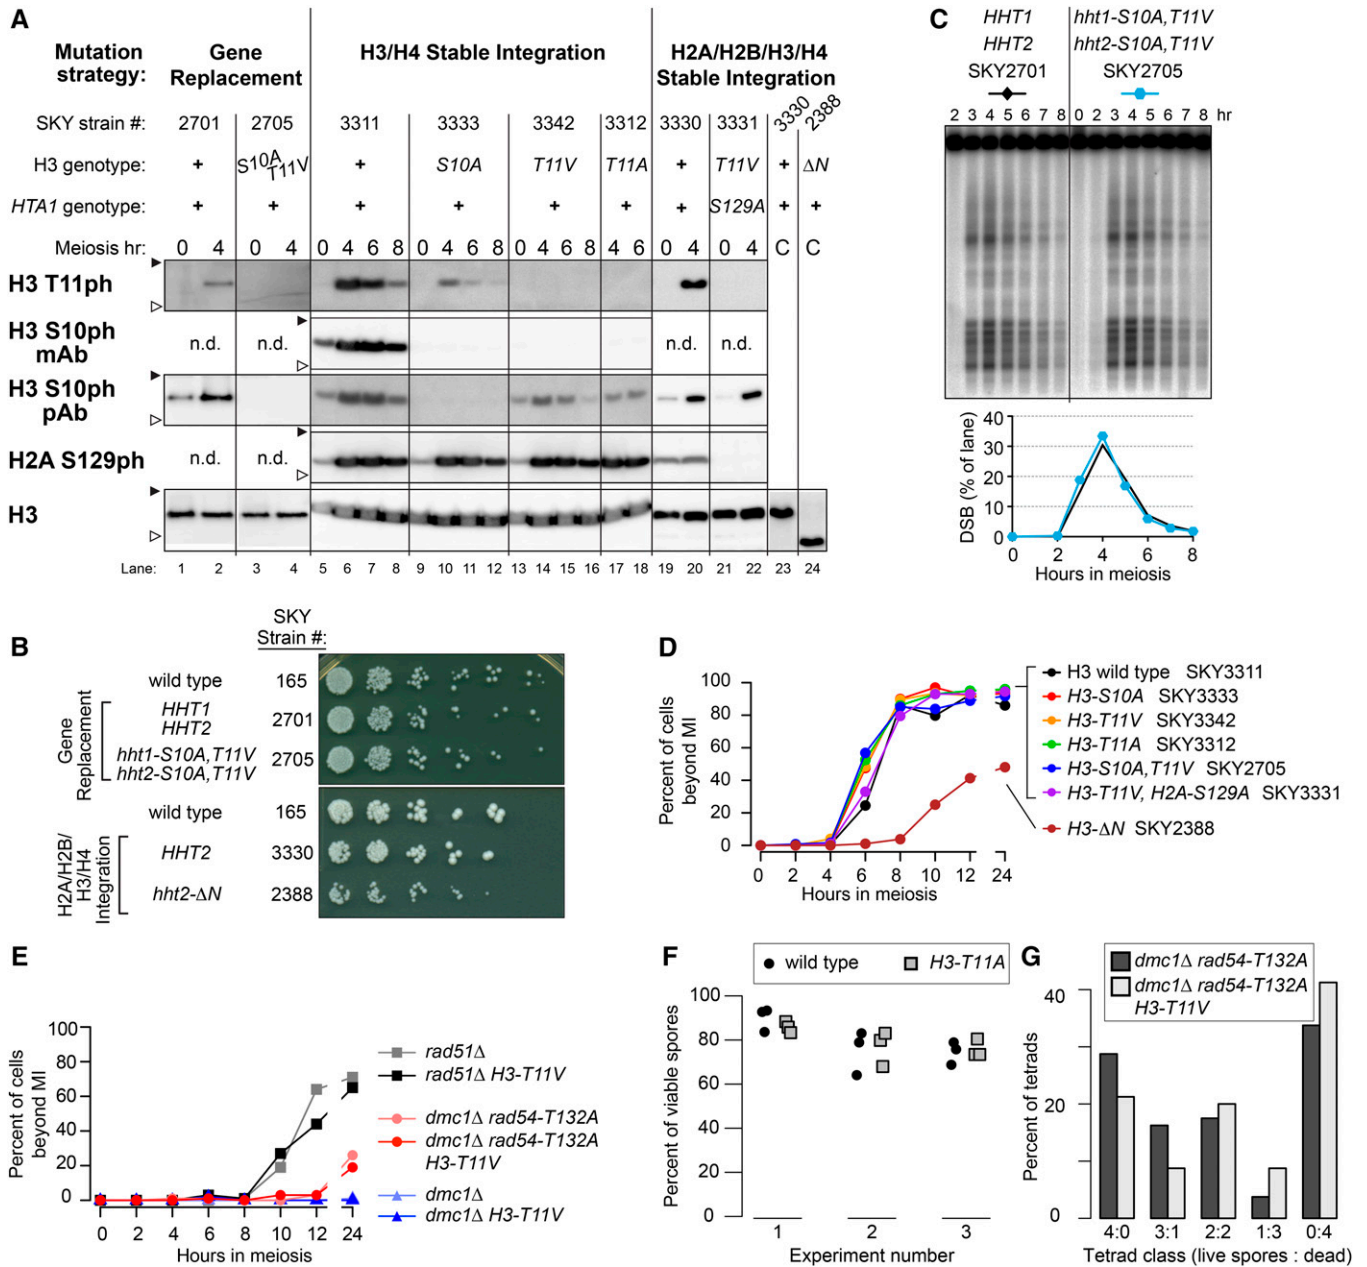 A
Mutation strategy: Gene Replacement H3/H4 Stable Integration H2A/H2B/H3/H4 Stable Integration
SKY strain #: 2701 2705 3311 3333 3342 3312 3330 3331 3330 2388
H3 genotype: + S10A T11V + S10A T11V T11A + T11V + ΔN
HTA1 genotype: + + + + + + + S129A + +
Meiosis hr: 0 4 0 4 0 4 6 8 0 4 6 8 0 4 6 8 4 6 0 4 0 4 C C
H3 T11ph
H3 S10ph mAb n.d. n.d. n.d. n.d.
H3 S10ph pAb
H2A S129ph n.d. n.d.
H3
Lane: 1 2 3 4 5 6 7 8 9 10 11 12 13 14 15 16 17 18 19 20 21 22 23 24
B
SKY Strain #:
Gene Replacement
wild type 165
HHT1 HHT2 2701
hht1-S10A,T11V hht2-S10A,T11V 2705
H2A/H2B/H3/H4 Integration
wild type 165
HHT2 3330
hht2-ΔN 2388
C
HHT1 hht1-S10A,T11V
HHT2 hht2-S10A,T11V
SKY2701 SKY2705
2 3 4 5 6 7 8 0 2 3 4 5 6 7 8 hr
DSB (% of lane)
40
30
20
10
0
0 2 4 6 8
Hours in meiosis
D
Percent of cells beyond MI
100
80
60
40
20
0
0 2 4 6 8 10 12 24
Hours in meiosis
H3 wild type SKY3311
H3-S10A SKY3333
H3-T11V SKY3342
H3-T11A SKY3312
H3-S10A,T11V SKY2705
H3-T11V, H2A-S129A SKY3331
H3-ΔN SKY2388
E
Percent of cells beyond MI
100
80
60
40
20
0
0 2 4 6 8 10 12 24
Hours in meiosis
rad51Δ
rad51Δ H3-T11V
dmc1Δ rad54-T132A
dmc1Δ rad54-T132A
H3-T11V
dmc1Δ
dmc1Δ H3-T11V
F
wild type H3-T11A
Percent of viable spores
100
80
60
40
20
0
1 2 3
Experiment number
G
dmc1Δ rad54-T132A
dmc1Δ rad54-T132A
H3-T11V
Percent of tetrads
40
20
0
4:0 3:1 2:2 1:3 0:4
Tetrad class (live spores : dead)